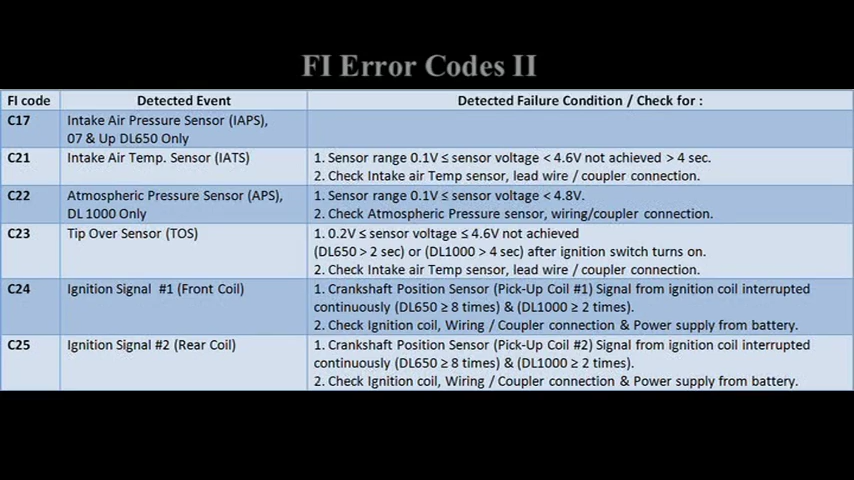 FI Error Codes II
FI code Detected Event Detected Failure Condition / Check for :
C17 Intake Air Pressure Sensor (IAPS),
07 & Up DL650 Only
C21 Intake Air Temp. Sensor (IATS) 1. Sensor range 0.1V ≤ sensor voltage < 4.6V not achieved > 4 sec.
2. Check Intake air Temp sensor, lead wire / coupler connection.
C22 Atmospheric Pressure Sensor (APS), 1. Sensor range 0.1V ≤ sensor voltage < 4.8V.
DL 1000 Only 2. Check Atmospheric Pressure sensor, wiring/coupler connection.
C23 Tip Over Sensor (TOS) 1. 0.2V ≤ sensor voltage ≤ 4.6V not achieved
(DL650 > 2 sec) or (DL1000 > 4 sec) after ignition switch turns on.
2. Check Intake air Temp sensor, lead wire / coupler connection.
C24 Ignition Signal #1 (Front Coil) 1. Crankshaft Position Sensor (Pick-Up Coil #1) Signal from ignition coil interrupted
continuously (DL650 ≥ 8 times) & (DL1000 ≥ 2 times).
2. Check Ignition coil, Wiring / Coupler connection & Power supply from battery.
C25 Ignition Signal #2 (Rear Coil) 1. Crankshaft Position Sensor (Pick-Up Coil #2) Signal from ignition coil interrupted
continuously (DL650 ≥ 8 times) & (DL1000 ≥ 2 times).
2. Check Ignition coil, Wiring / Coupler connection & Power supply from battery.